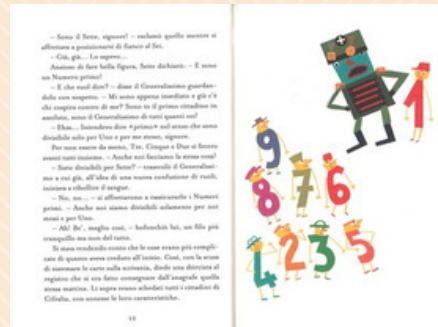 – Sono il Sette, signore! – esclamò quello mentre si
affrettava a posizionarsi di fianco al Sei.
– Già, già... Lo sapevo...
Ansioso di fare bella figura, Sette dichiarò: – E sono
un Numero primo!
– E che vuol dire? – disse il Generalissimo guardan-
dolo con sospetto. – Mi sono appena insediato e già c'è
chi cospira contro di me? Sono io il primo cittadino in
assoluto, sono il Generalissimo di tutti quanti voi!
– Ehm... Intendevo dire «primo» nel senso che sono
divisibile solo per Uno e per me stesso, signore.
Per non essere da meno, Tre, Cinque e Due si fecero
avanti tutti insieme. – Anche noi facciamo la stessa cosa!
– Siete divisibili per Sette? – trasecolò il Generalissi-
mo a cui già, all'idea di una nuova confusione di ruoli,
iniziava a ribollire il sangue.
– No, no... – si affrettarono a rassicurarlo i Numeri
primi. – Anche noi siamo divisibili solamente per noi
stessi e per Uno.
– Ah! Be', meglio così, – bofonchiò lui, un filo più
tranquillo ma non del tutto.
Si stava rendendo conto che le cose erano più compli-
cate di quanto aveva creduto all'inizio. Così, con la scusa
di sistemare le carte sulla scrivania, diede una sbirciata al
registro che si era fatto consegnare dall'anagrafe quella
stessa mattina. Lì sopra erano schedati tutti i cittadini di
Cifralia, con annesse le loro caratteristiche.
10
1
9
8 7 6
4 2 3 5